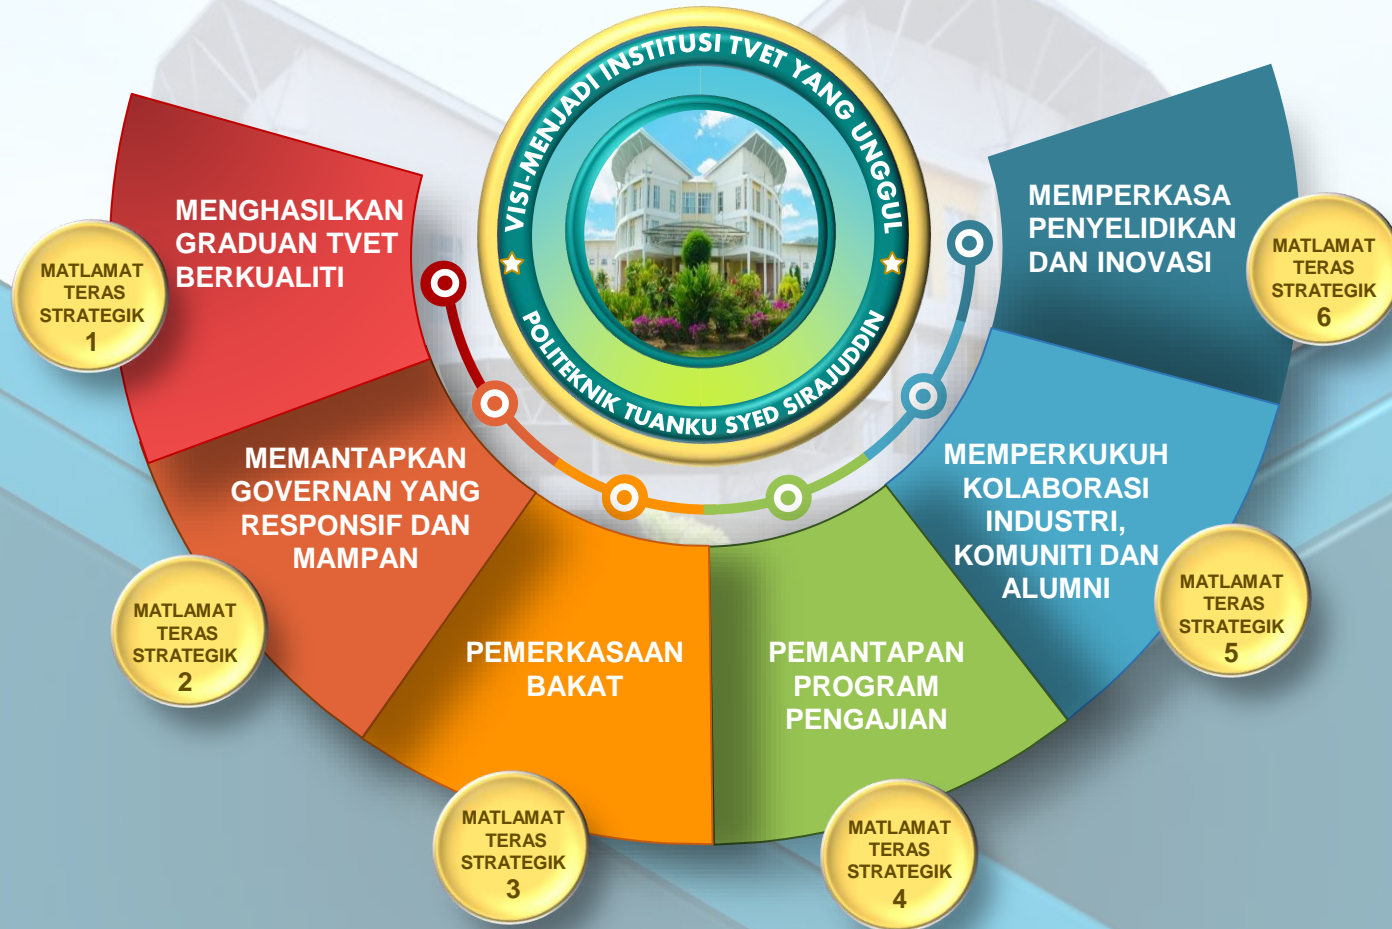 VISI-MENJADI INSTITUSI TVET YANG UNGGUL
POLITEKNIK TUANKU SYED SIRAJUDDIN
MENGHASILKAN
GRADUAN TVET
BERKUALITI
MATLAMAT
TERAS
STRATEGIK
1
MEMANTAPKAN
GOVERNAN YANG
RESPONSIF DAN
MAMPAN
MATLAMAT
TERAS
STRATEGIK
2
PEMERKASAAN
BAKAT
MATLAMAT
TERAS
STRATEGIK
3
PEMANTAPAN
PROGRAM
PENGAJIAN
MATLAMAT
TERAS
STRATEGIK
4
MEMPERKUKUH
KOLABORASI
INDUSTRI,
KOMUNITI DAN
ALUMNI
MATLAMAT
TERAS
STRATEGIK
5
MEMPERKASA
PENYELIDIKAN
DAN INOVASI
MATLAMAT
TERAS
STRATEGIK
6